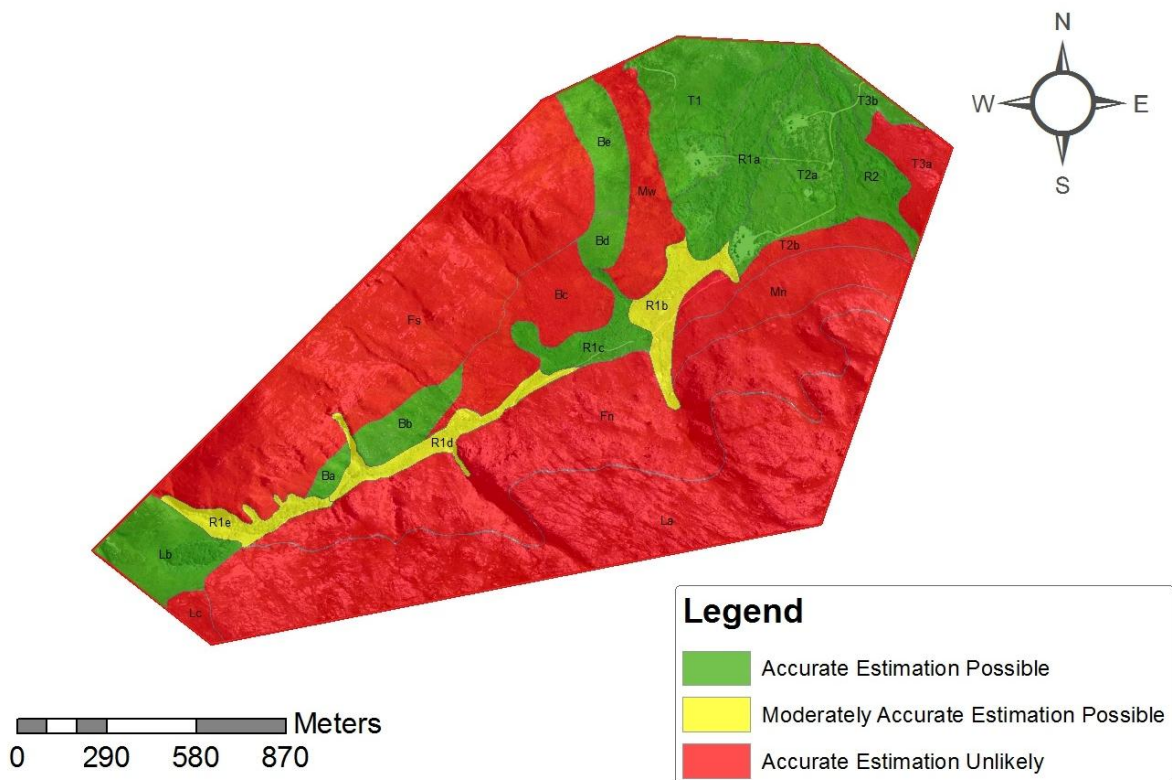 N
W E
S
T1
T3b
Be
R1a
T3a
T2a
R2
Mw
Bd
T2b
Bc
Mn
R1b
Fs
R1c
Fn
Bb
R1d
Ba
R1e
La
Lb
Lc
Legend
Accurate Estimation Possible
Moderately Accurate Estimation Possible
Accurate Estimation Unlikely
Meters
0 290 580 870